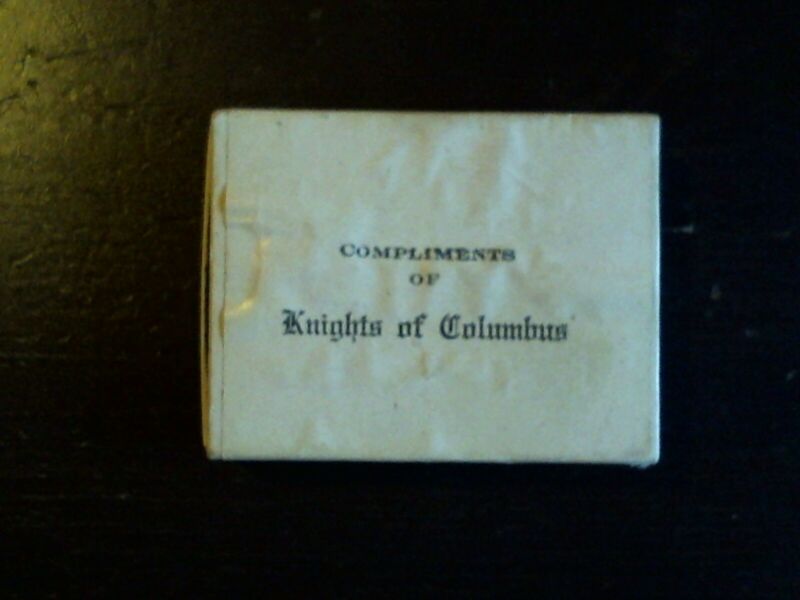 COMPLIMENTS
OF
Knights of Columbus